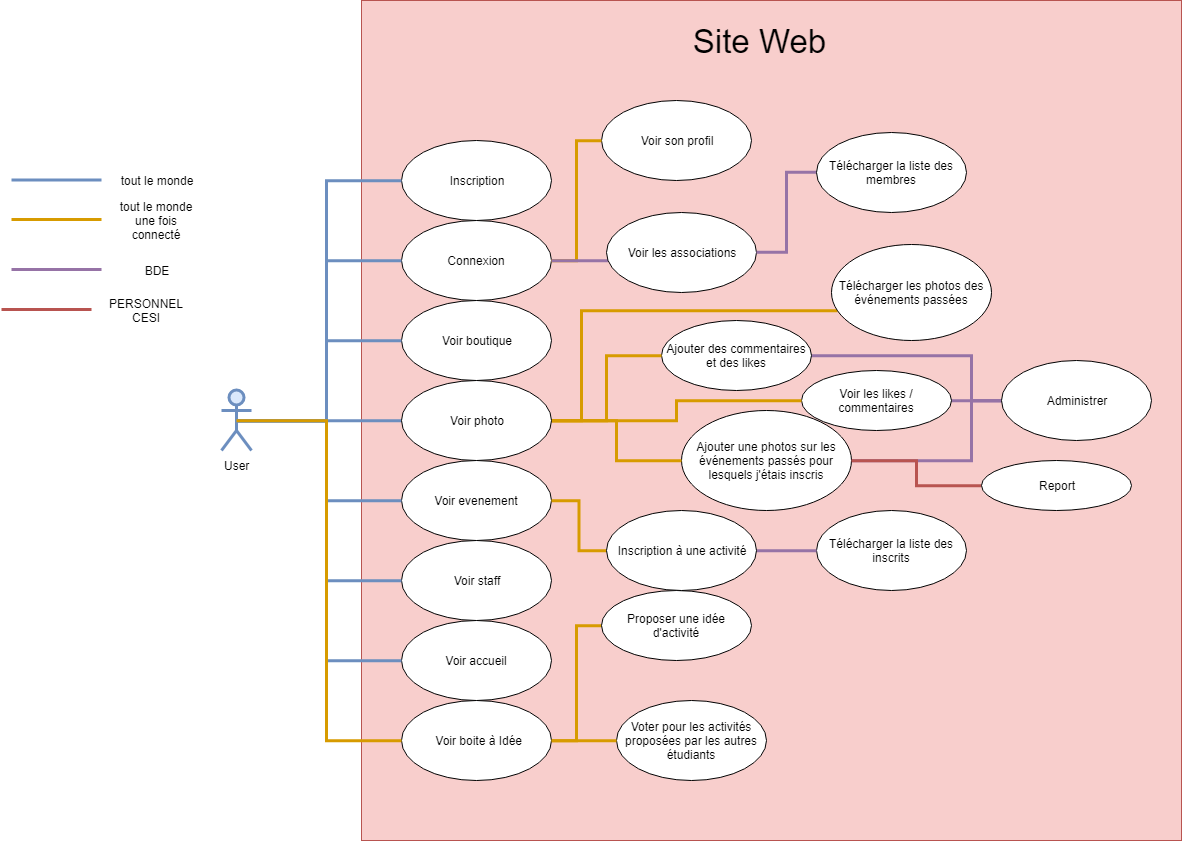 Site Web
tout le monde
tout le monde
une fois
connecté
BDE
PERSONNEL
CESI
User
Inscription
Connexion
Voir boutique
Voir photo
Voir evenement
Voir staff
Voir accueil
Voir boite à Idée
Voir son profil
Voir les associations
Télécharger la liste des
membres
Télécharger les photos des
événements passées
Ajouter des commentaires
et des likes
Voir les likes /
commentaires
Administrer
Ajouter une photos sur les
événements passés pour
lesquels j'étais inscris
Report
Inscription à une activité
Télécharger la liste des
inscrits
Proposer une idée
d'activité
Voter pour les activités
proposées par les autres
étudiants